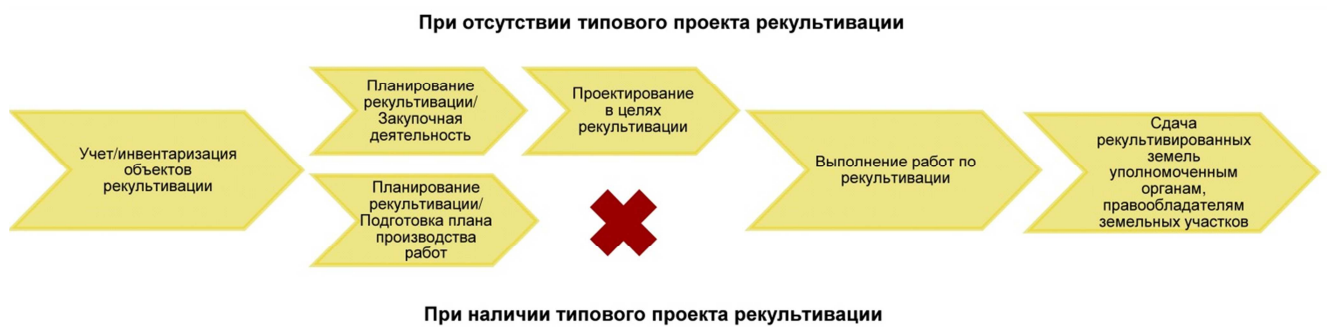 При отсутствии типового проекта рекультивации
Учет/инвентаризация
объектов
рекультивации
Планирование
рекультивации/
Закупочная
деятельность
Проектирование
в целях
рекультивации
Планирование
рекультивации/
Подготовка плана
производства
работ
Выполнение работ по
рекультивации
Сдача
рекультивированных
земель
уполномоченным
органам,
правообладателям
земельных участков
При наличии типового проекта рекультивации